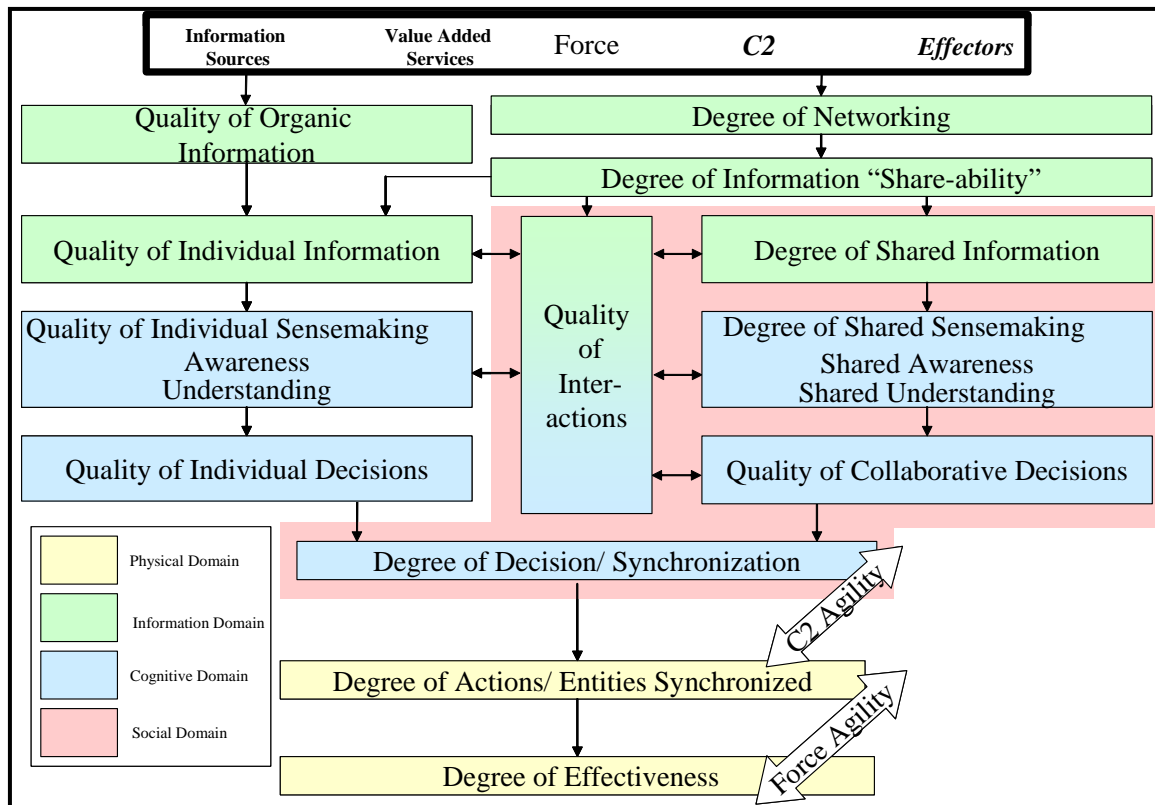 Information
Sources
Value Added
Services
Force
C2
Effectors
Quality of Organic
Information
Degree of Networking
Degree of Information “Share-ability”
Quality of Individual Information
Quality
of
Inter-
actions
Degree of Shared Information
Quality of Individual Sensemaking
Awareness
Understanding
Degree of Shared Sensemaking
Shared Awareness
Shared Understanding
Quality of Individual Decisions
Quality of Collaborative Decisions
Degree of Decision/ Synchronization
C2 Agility
Degree of Actions/ Entities Synchronized
Force Agility
Degree of Effectiveness
Physical Domain
Information Domain
Cognitive Domain
Social Domain